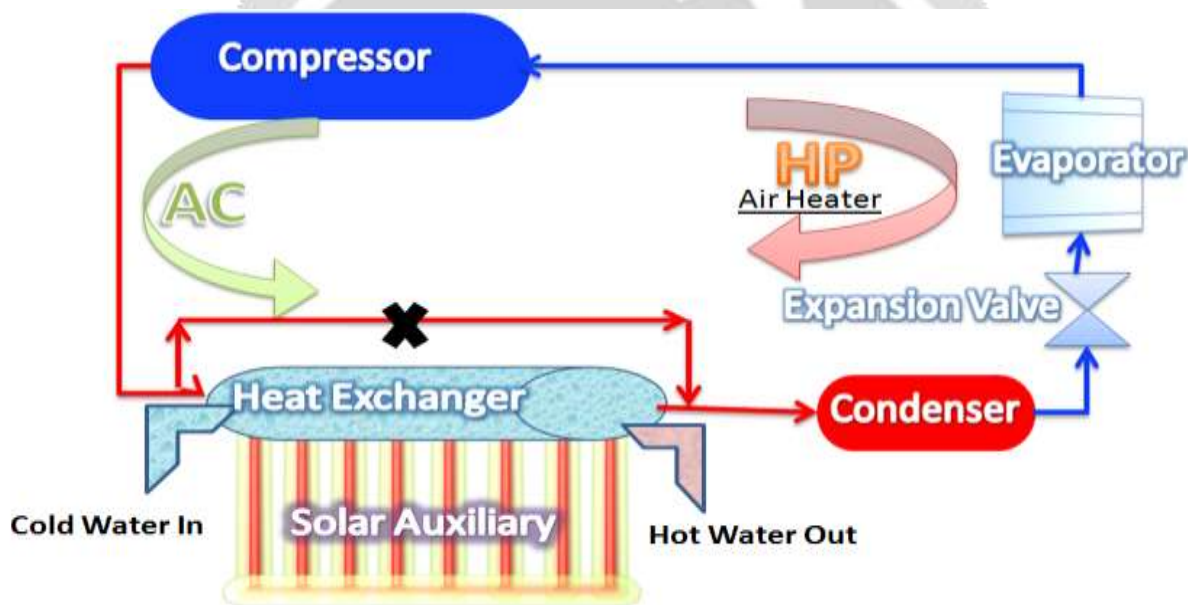 Compressor
AC
HP
Air Heater
Evaporator
Expansion Valve
Heat Exchanger
Condenser
Solar Auxiliary
Cold Water In
Hot Water Out